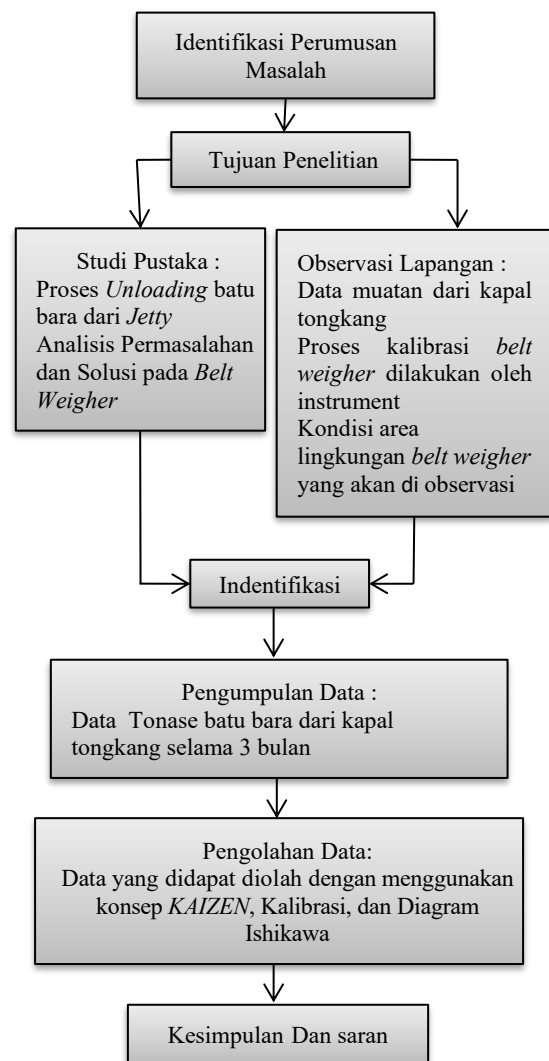 Identifikasi Perumusan
Masalah
Tujuan Penelitian
Studi Pustaka :
Proses Unloading batu
bara dari Jetty
Analisis Permasalahan
dan Solusi pada Belt
Weigher
Observasi Lapangan :
Data muatan dari kapal
tongkang
Proses kalibrasi belt
weigher dilakukan oleh
instrument
Kondisi area
lingkungan belt weigher
yang akan di observasi
Indentifikasi
Pengumpulan Data :
Data Tonase batu bara dari kapal
tongkang selama 3 bulan
Pengolahan Data:
Data yang didapat diolah dengan menggunakan
konsep KAIZEN, Kalibrasi, dan Diagram
Ishikawa
Kesimpulan Dan saran